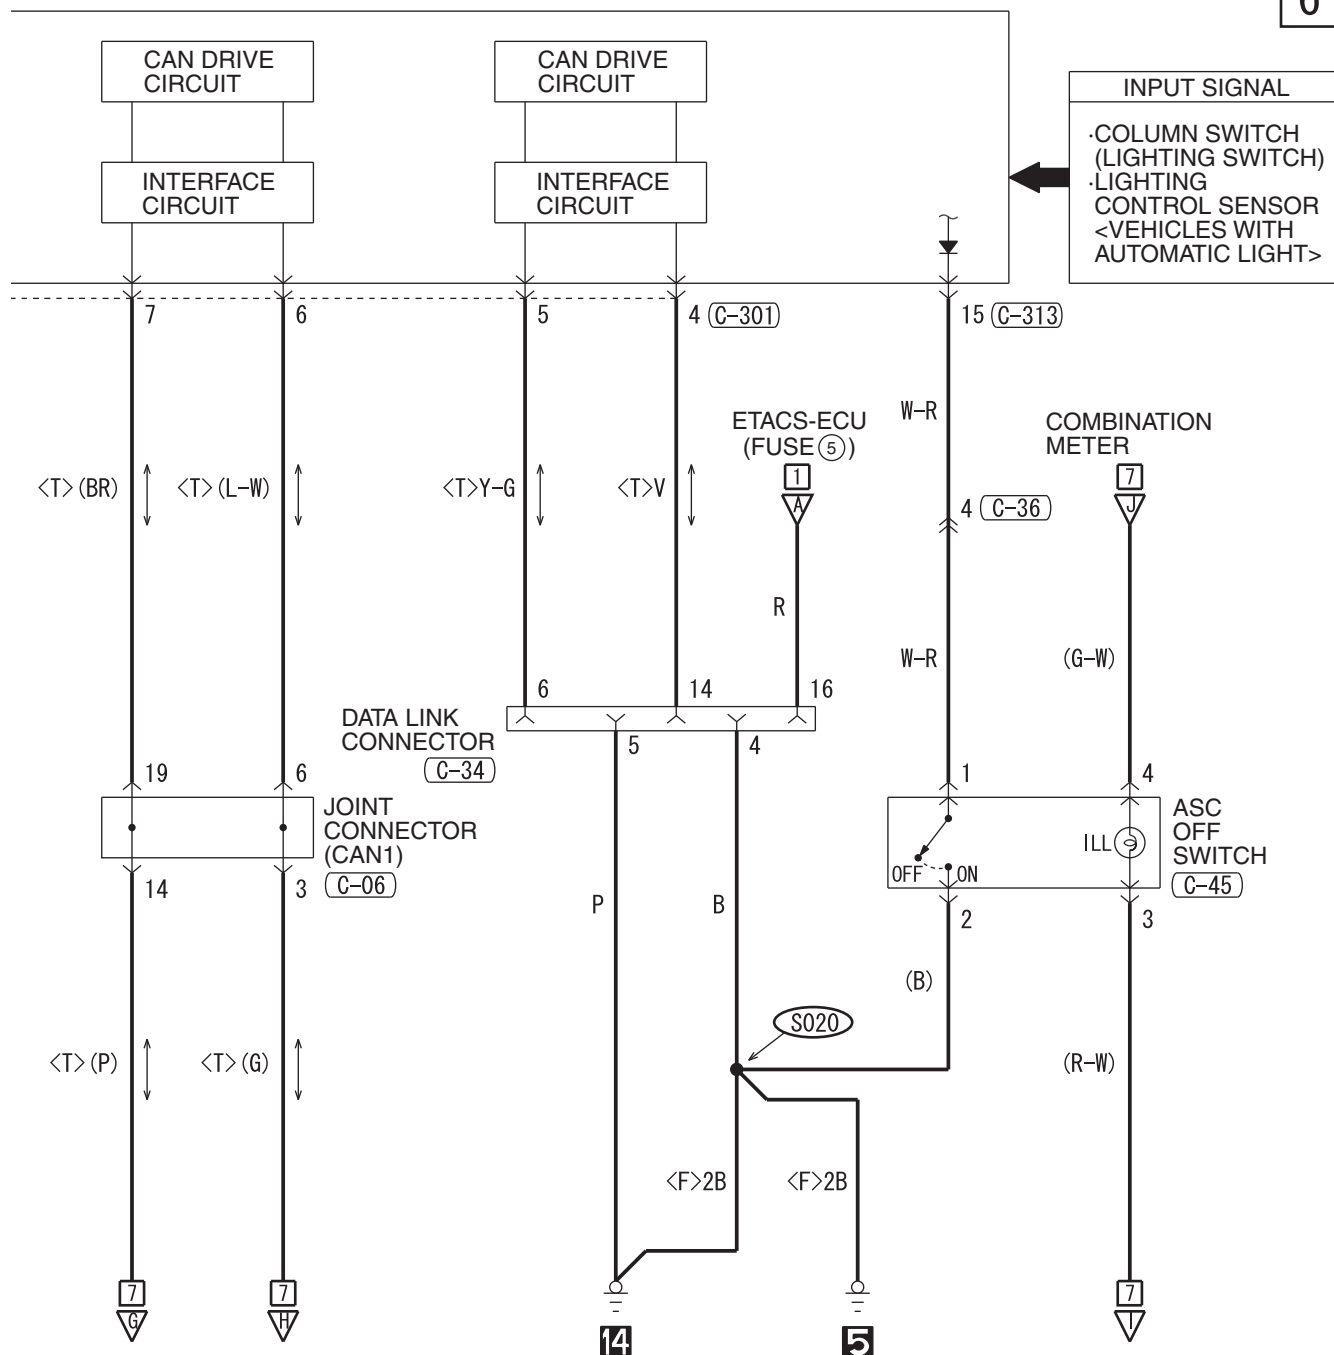 CAN DRIVE
CIRCUIT
CAN DRIVE
CIRCUIT
INPUT SIGNAL
·COLUMN SWITCH
(LIGHTING SWITCH)
·LIGHTING
CONTROL SENSOR
<VEHICLES WITH
AUTOMATIC LIGHT>
INTERFACE
CIRCUIT
INTERFACE
CIRCUIT
7
6
5
4 C-301
15 C-313
W-R
ETACS-ECU
(FUSE⑤)
COMBINATION
METER
1
A
7
J
<T>(BR)
<T>(L-W)
<T>Y-G
<T>V
4 C-36
R
W-R
(G-W)
6
14
16
DATA LINK
CONNECTOR
C-34
5
4
19
6
1
4
JOINT
CONNECTOR
(CAN1)
C-06
ILL
OFF
ON
ASC
OFF
SWITCH
C-45
14
3
P
B
2
3
(B)
S020
<T>(P)
<T>(G)
(R-W)
<F>2B
<F>2B
7
G
7
H
14
5
7
I